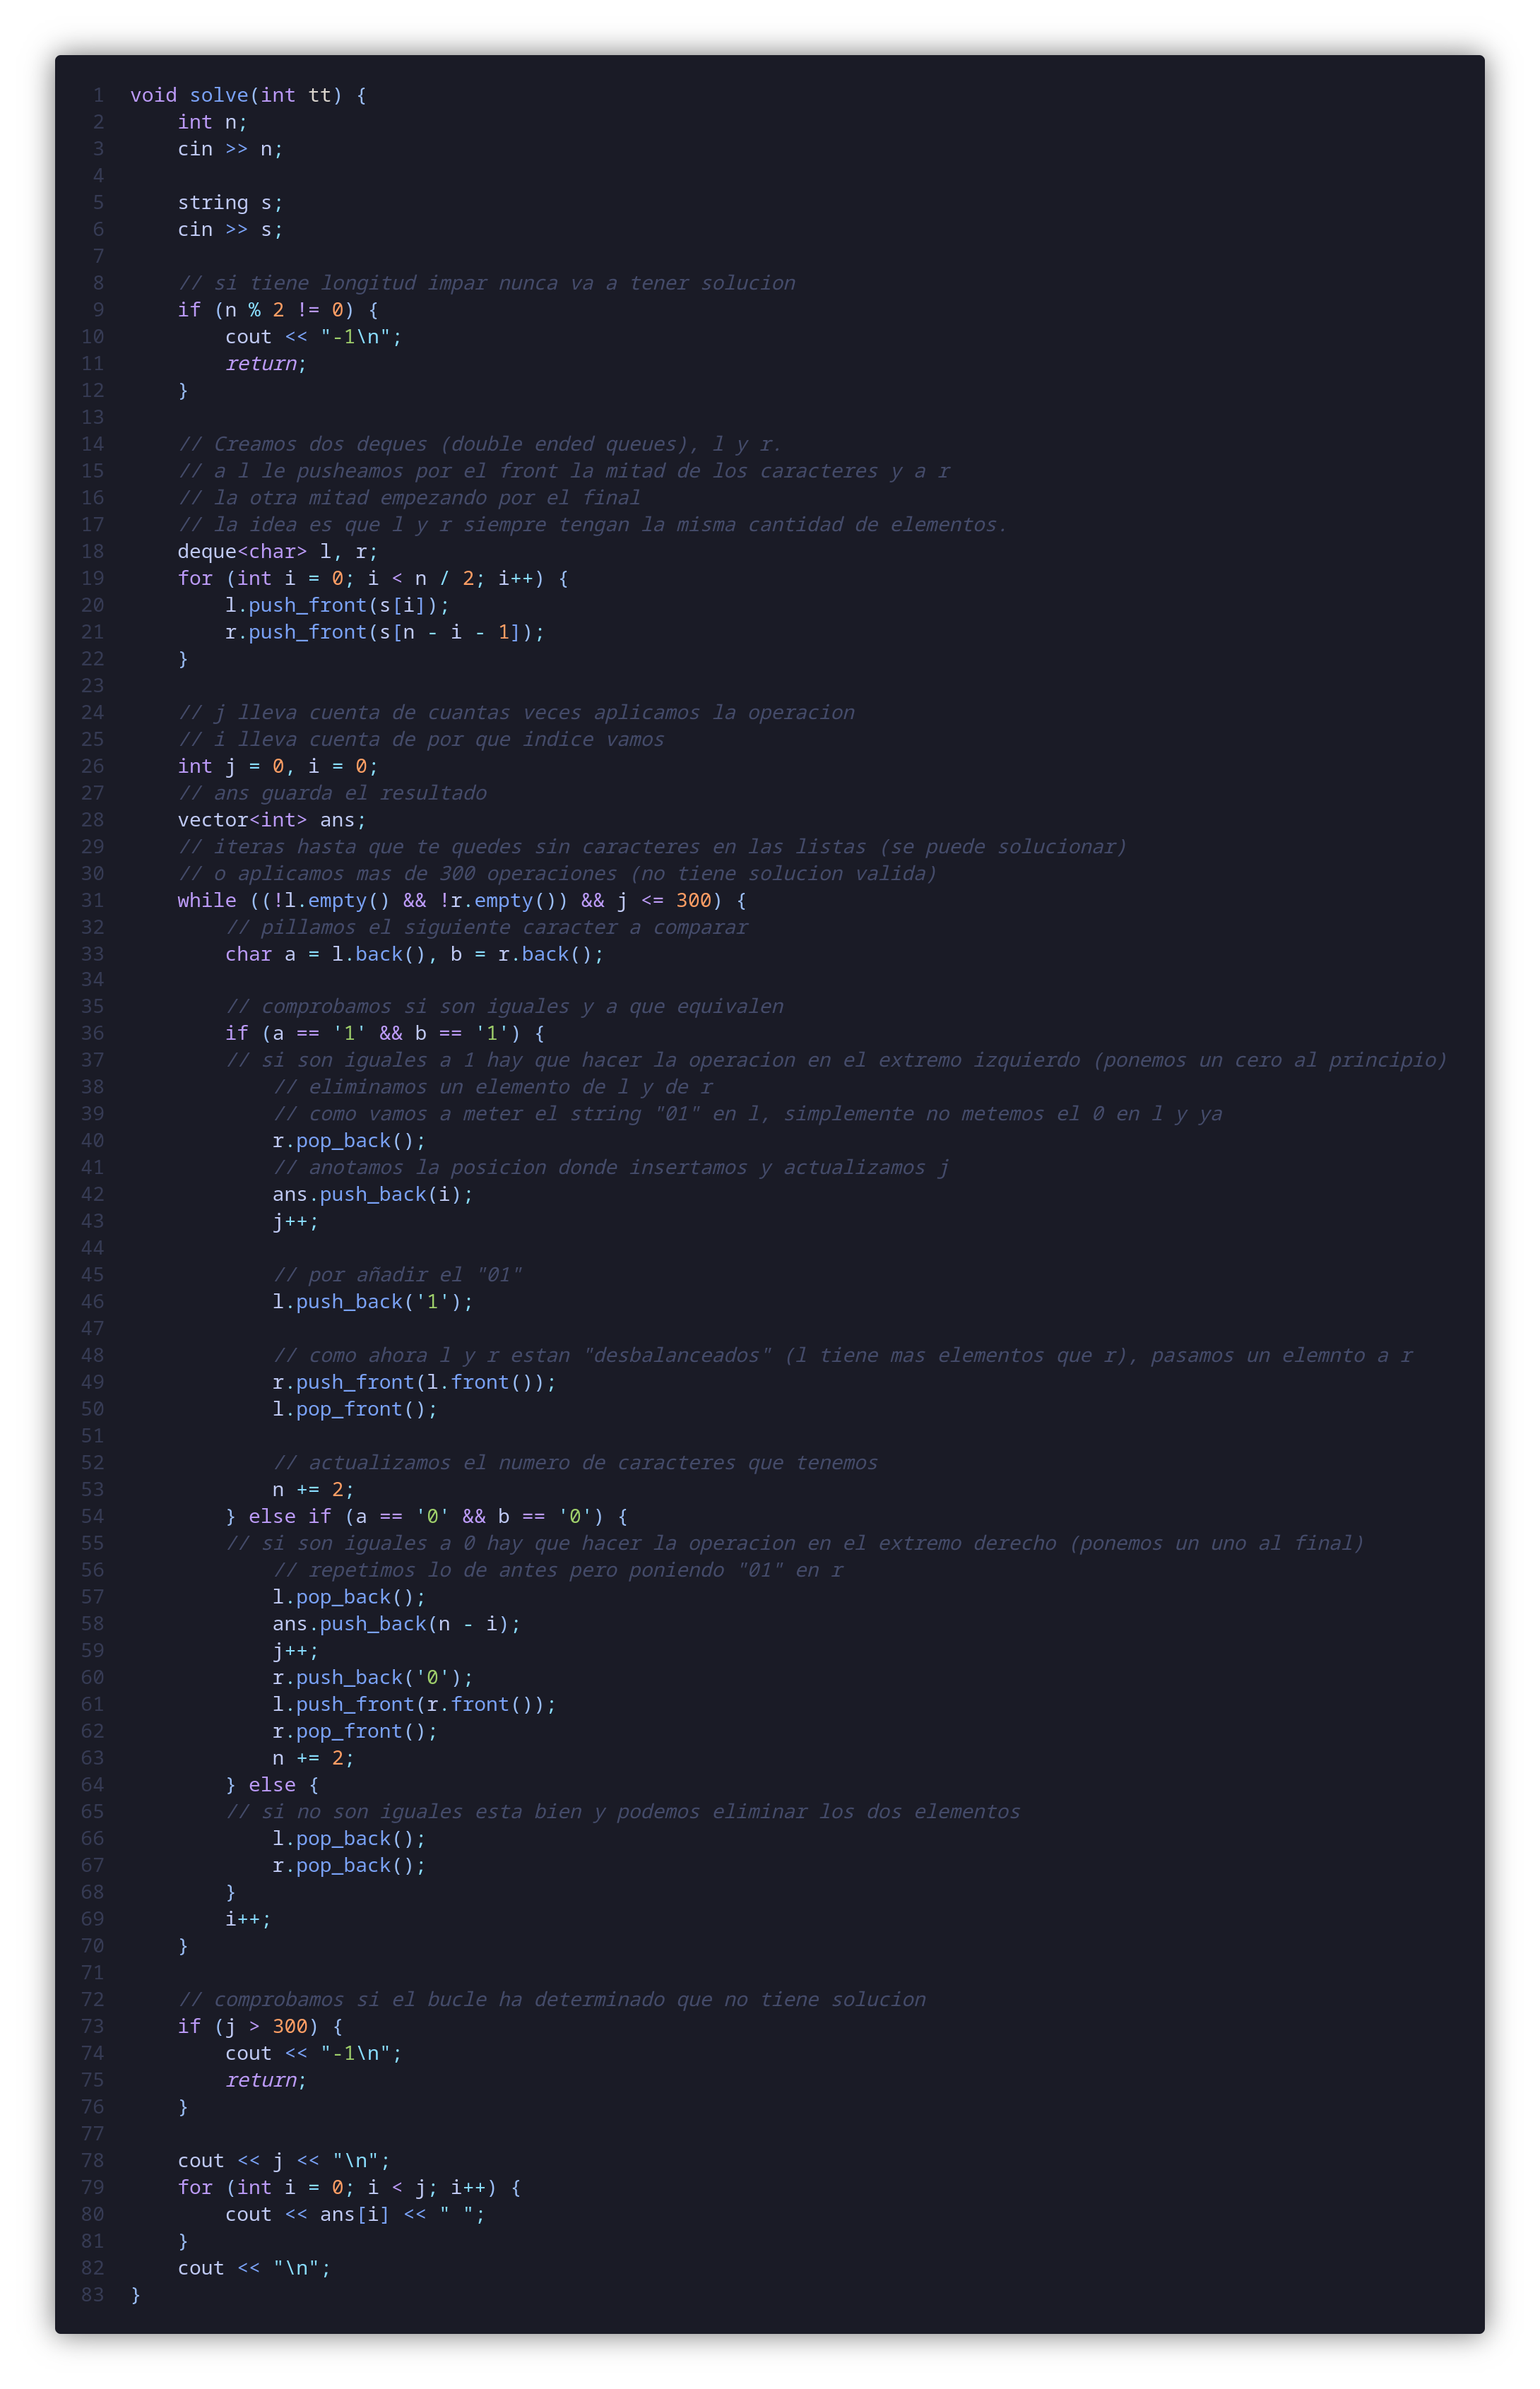 1 void solve(int tt) {
2     int n;
3     cin >> n;
4
5     string s;
6     cin >> s;
7
8     // si tiene longitud impar nunca va a tener solucion
9     if (n % 2 != 0) {
10         cout << "-1\n";
11         return;
12     }
13
14     // Creamos dos deques (double ended queues), l y r.
15     // a l le pusheamos por el front la mitad de los caracteres y a r
16     // la otra mitad empezando por el final
17     // la idea es que l y r siempre tengan la misma cantidad de elementos.
18     deque<char> l, r;
19     for (int i = 0; i < n / 2; i++) {
20         l.push_front(s[i]);
21         r.push_front(s[n - i - 1]);
22     }
23
24     // j lleva cuenta de cuantas veces aplicamos la operacion
25     // i lleva cuenta de por que indice vamos
26     int j = 0, i = 0;
27     // ans guarda el resultado
28     vector<int> ans;
29     // iteras hasta que te quedes sin caracteres en las listas (se puede solucionar)
30     // o aplicamos mas de 300 operaciones (no tiene solucion valida)
31     while ((!l.empty() && !r.empty()) && j <= 300) {
32         // pillamos el siguiente caracter a comparar
33         char a = l.back(), b = r.back();
34
35         // comprobamos si son iguales y a que equivalen
36         if (a == '1' && b == '1') {
37         // si son iguales a 1 hay que hacer la operacion en el extremo izquierdo (ponemos un cero al principio)
38             // eliminamos un elemento de l y de r
39             // como vamos a meter el string "01" en l, simplemente no metemos el 0 en l y ya
40             r.pop_back();
41             // anotamos la posicion donde insertamos y actualizamos j
42             ans.push_back(i);
43             j++;
44
45             // por añadir el "01"
46             l.push_back('1');
47
48             // como ahora l y r estan "desbalanceados" (l tiene mas elementos que r), pasamos un elemnto a r
49             r.push_front(l.front());
50             l.pop_front();
51
52             // actualizamos el numero de caracteres que tenemos
53             n += 2;
54         } else if (a == '0' && b == '0') {
55         // si son iguales a 0 hay que hacer la operacion en el extremo derecho (ponemos un uno al final)
56             // repetimos lo de antes pero poniendo "01" en r
57             l.pop_back();
58             ans.push_back(n - i);
59             j++;
60             r.push_back('0');
61             l.push_front(r.front());
62             r.pop_front();
63             n += 2;
64         } else {
65         // si no son iguales esta bien y podemos eliminar los dos elementos
66             l.pop_back();
67             r.pop_back();
68         }
69         i++;
70     }
71
72     // comprobamos si el bucle ha determinado que no tiene solucion
73     if (j > 300) {
74         cout << "-1\n";
75         return;
76     }
77
78     cout << j << "\n";
79     for (int i = 0; i < j; i++) {
80         cout << ans[i] << " ";
81     }
82     cout << "\n";
83 }